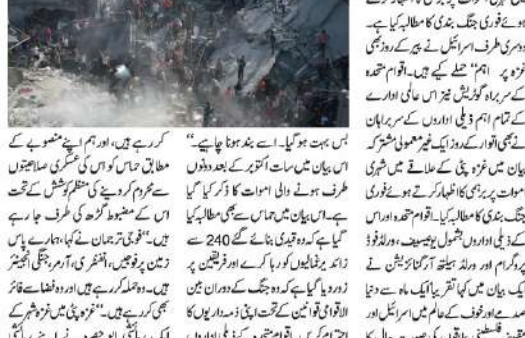 ہوئے فوری جنگ بندی کا مطالبہ کیا ہے۔
دوسری طرف اسرائیل نے پیر کے روز بھی
غزہ پر اہم” حملے کیے ہیں۔ اقوام متحدہ
کے سربراہ گوٹریش نیز اس عالمی ادارے
کے تمام اہم ذیلی اداروں کے سربراہان
نے بھی اتوار کے روز ایک غیر معمولی مشترکہ
بیان میں غزہ پٹی کے علاقے میں شہری
اموات پر برہمی کا اظہار کرتے ہوئے فوری
جنگ بندی کا مطالبہ کیا۔ اقوام متحدہ اور اس
کے ذیلی اداروں بشمول یونیسیف، ورلڈ فوڈ
پروگرام اور ورلڈ ہیلتھ آرگنائزیشن نے
ایک بیان میں کہا تقریبا ایک ماہ سے دنیا
صدمے اور خوف کے عالم میں اسرائیل اور
بس بہت ہو گیا۔ اسے بند ہونا چاہیے۔“
اس بیان میں سات اکتوبر کے بعد دونوں
طرف ہونے والی اموات کا ذکر کیا گیا
ہے۔ اس بیان میں حماس سے بھی مطالبہ کیا
گیا ہے کہ وہ قیدی بنائے گئے 240 سے
زائد یرغمالیوں کو رہا کرے اور فریقین پر
زور دیا گیا ہے کہ وہ جنگ کے دوران بین
الاقوامی قوانین کے تحت اپنی ذمہ داریوں کا
کر رہے ہیں، اور ہم اپنے منصوبے کے
مطابق حماس کو اس کی عسکری صلاحیتوں
سے محروم کر دینے کی منظم کوشش کے تحت
اس کے مضبوط گڑھ کی طرف جا رہے
ہیں۔“ فوجی ترجمان نے کہا، ہمارے پاس
زمین پر فوجیں، انفنٹری، آرمر، جنگی انجینئر
ہیں۔ وہ حملہ کر رہے ہیں اور وہ فضا سے فائر
بھی کر رہے ہیں۔“ غزہ پٹی میں غزہ شہر کے